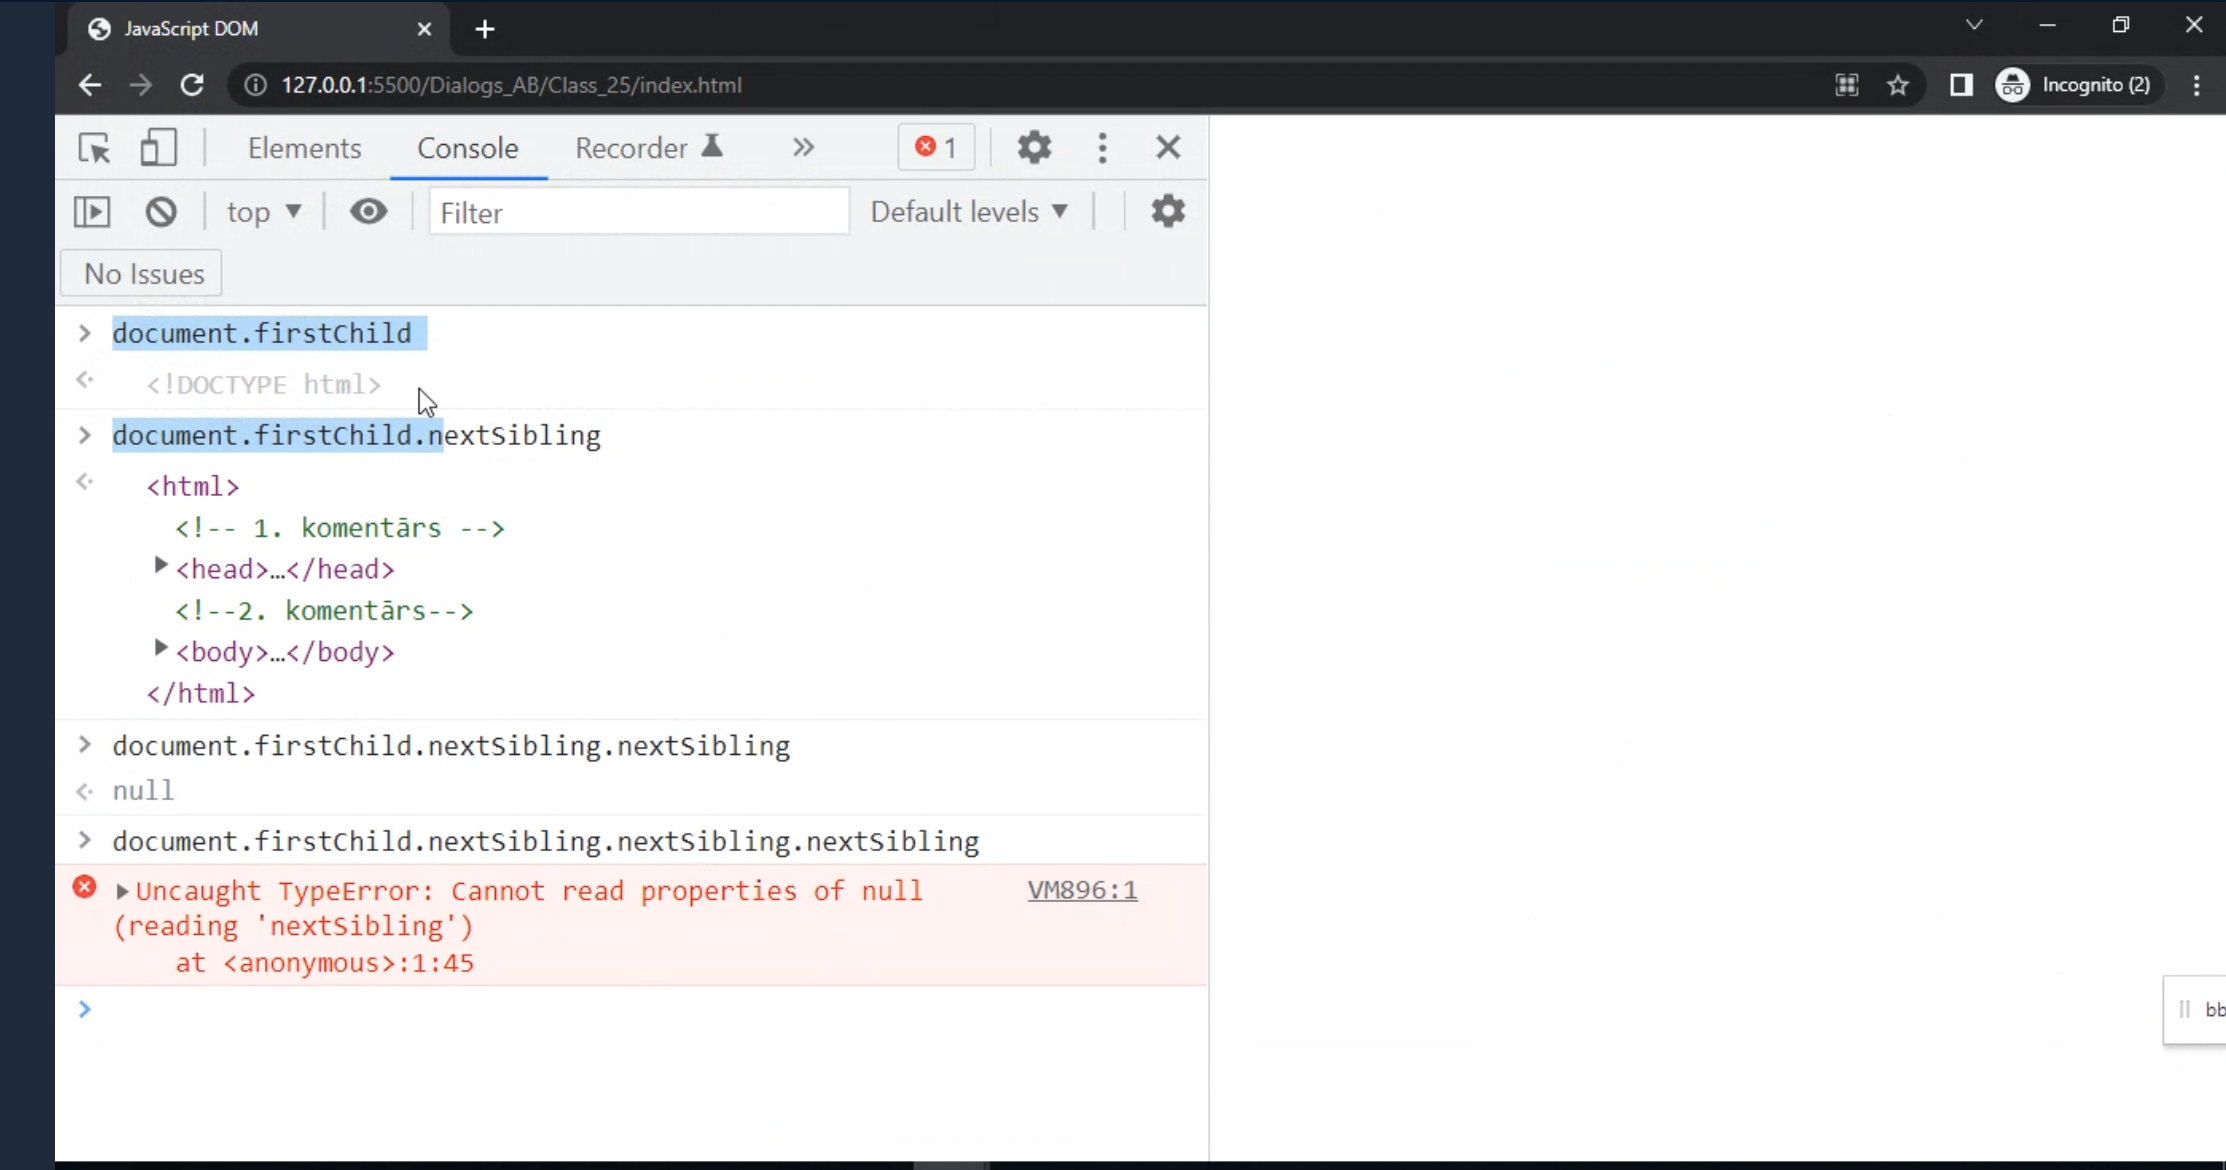 JavaScript DOM
127.0.0.1:5500/Dialogs_AB/Class_25/index.html
Incognito (2)
Elements Console Recorder 1
top Filter Default levels
No Issues
document.firstChild
<!DOCTYPE html>
document.firstChild.nextSibling
<html>
<!-- 1. komentārs -->
<head>…</head>
<!--2. komentārs-->
<body>…</body>
</html>
document.firstChild.nextSibling.nextSibling
null
document.firstChild.nextSibling.nextSibling.nextSibling
Uncaught TypeError: Cannot read properties of null VM896:1
(reading 'nextSibling')
at <anonymous>:1:45